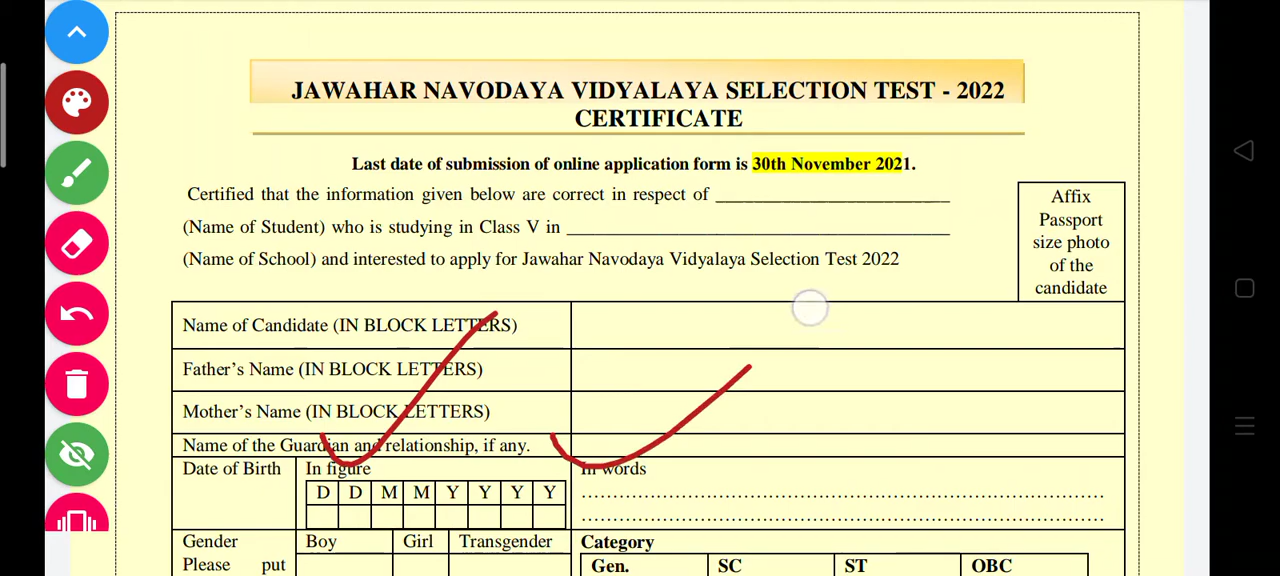 JAWAHAR NAVODAYA VIDYALAYA SELECTION TEST - 2022
CERTIFICATE
Last date of submission of online application form is 30th November 2021.
Certified that the information given below are correct in respect of ________________________
(Name of Student) who is studying in Class V in ________________________________________
(Name of School) and interested to apply for Jawahar Navodaya Vidyalaya Selection Test 2022
Affix
Passport
size photo
of the
candidate
Name of Candidate (IN BLOCK LETTERS)
Father's Name (IN BLOCK LETTERS)
Mother's Name (IN BLOCK LETTERS)
Name of the Guardian and relationship, if any.
Date of Birth In figure In words
D D M M Y Y Y Y
Gender Boy Girl Transgender Category
Please put Gen. SC ST OBC